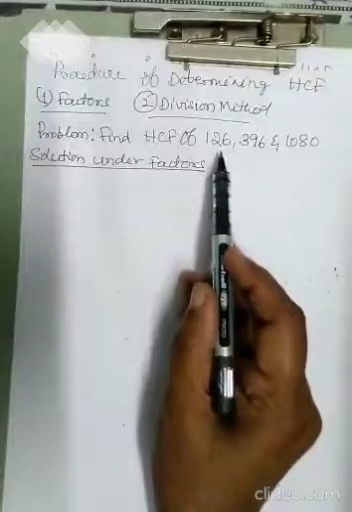 Procedure of Determining HCF
(1) Factors (2) Division Method
Problem: Find HCF of 126, 396 & 1080
Solution under factors
clideo.com